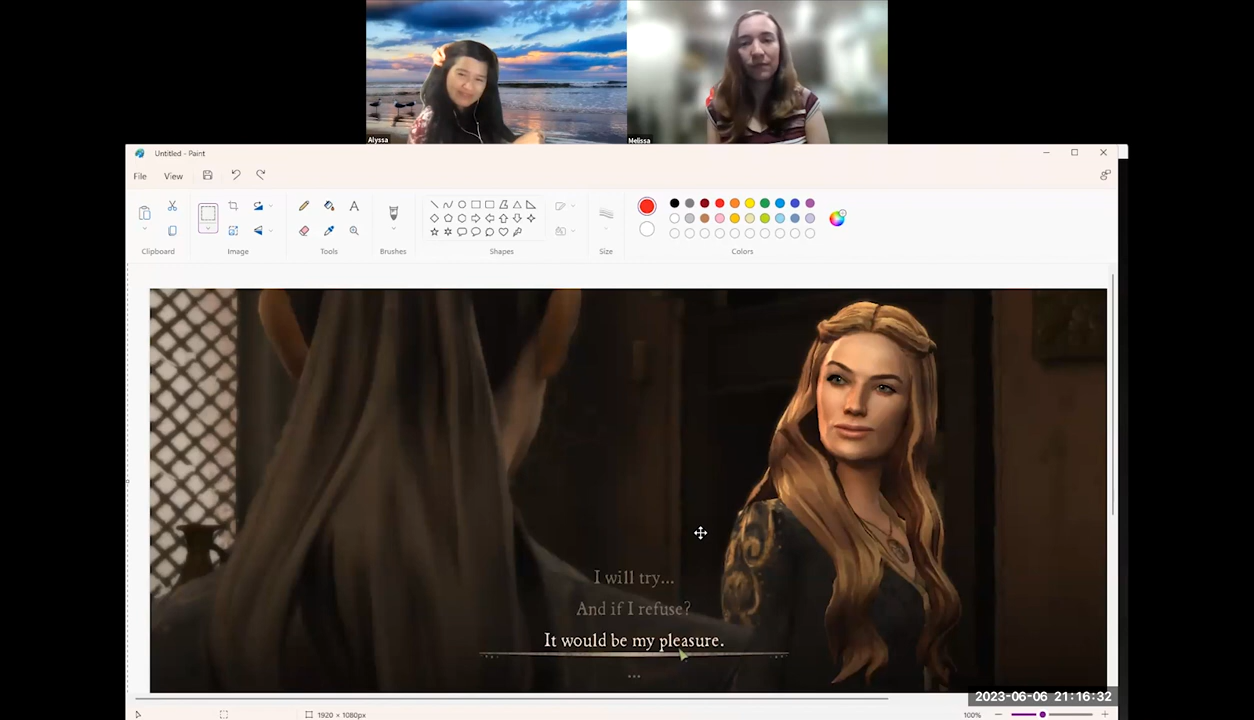 Alyssa
Melissa
Untitled - Paint
File View
Clipboard Image Tools Brushes Shapes Size Colors
I will try...
And if I refuse?
It would be my pleasure.
...
2023-06-06 21:16:32
1920 × 1080px
100%